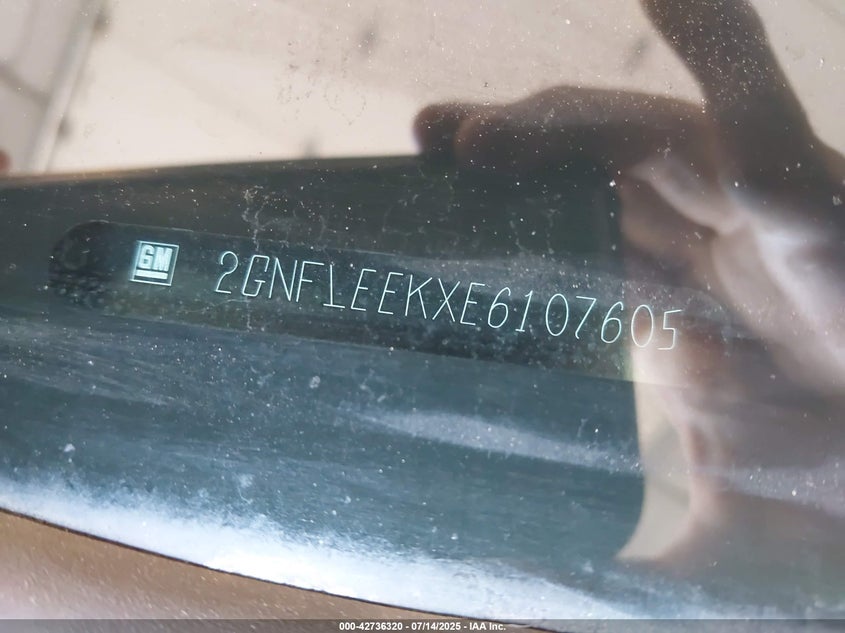 GM 2GNFLEEKXE6107605
000-42736320 - 07/14/2025 - IAA Inc.